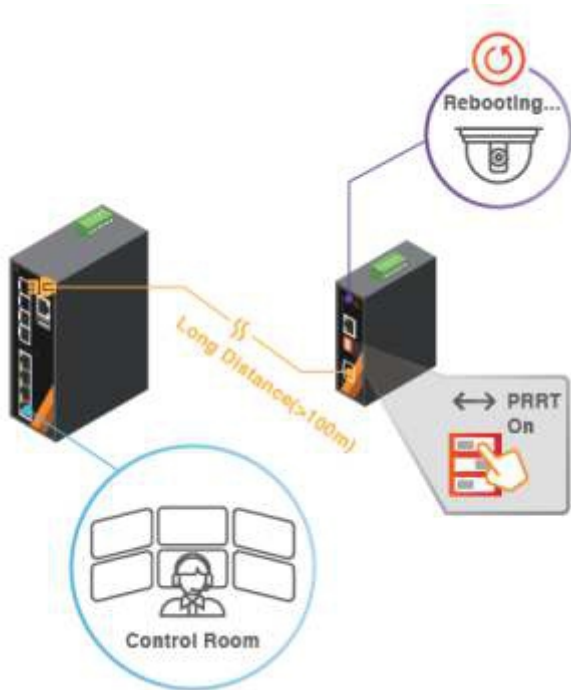 Rebooting...
Long Distance(>100m)
PRRT
On
Control Room